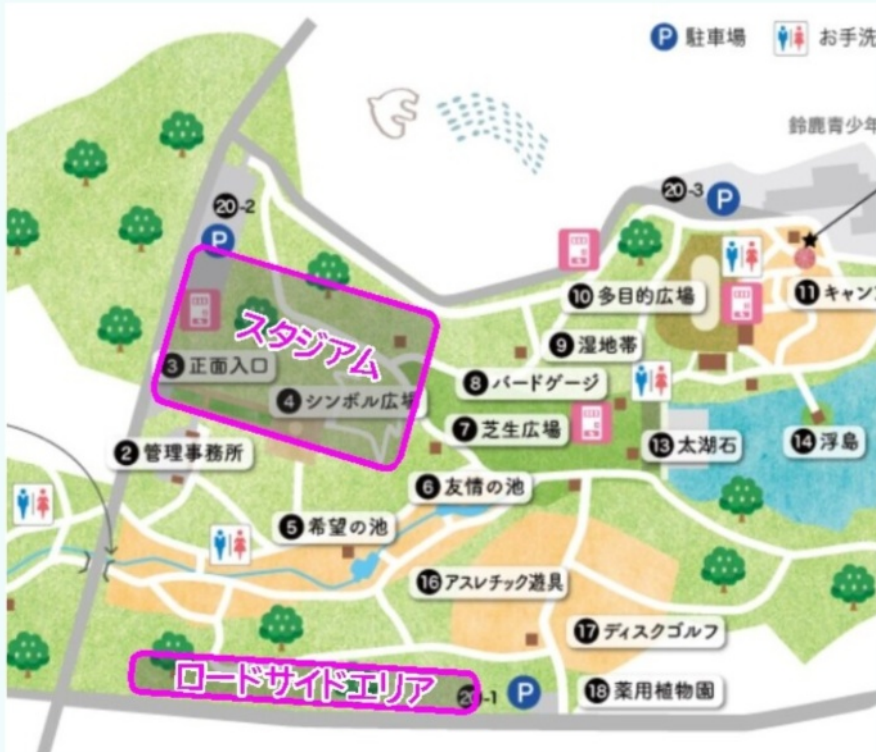 P 駐車場
お手洗
鈴鹿青少年
20-2
P
20-3 P
10 多目的広場
11 キャン
スタジアム
9 湿地帯
3 正面入口
8 バードゲージ
4 シンボル広場
7 芝生広場
13 太湖石
14 浮島
2 管理事務所
6 友情の池
5 希望の池
16 アスレチック遊具
17 ディスクゴルフ
ロードサイドエリア
20-1 P
18 薬用植物園